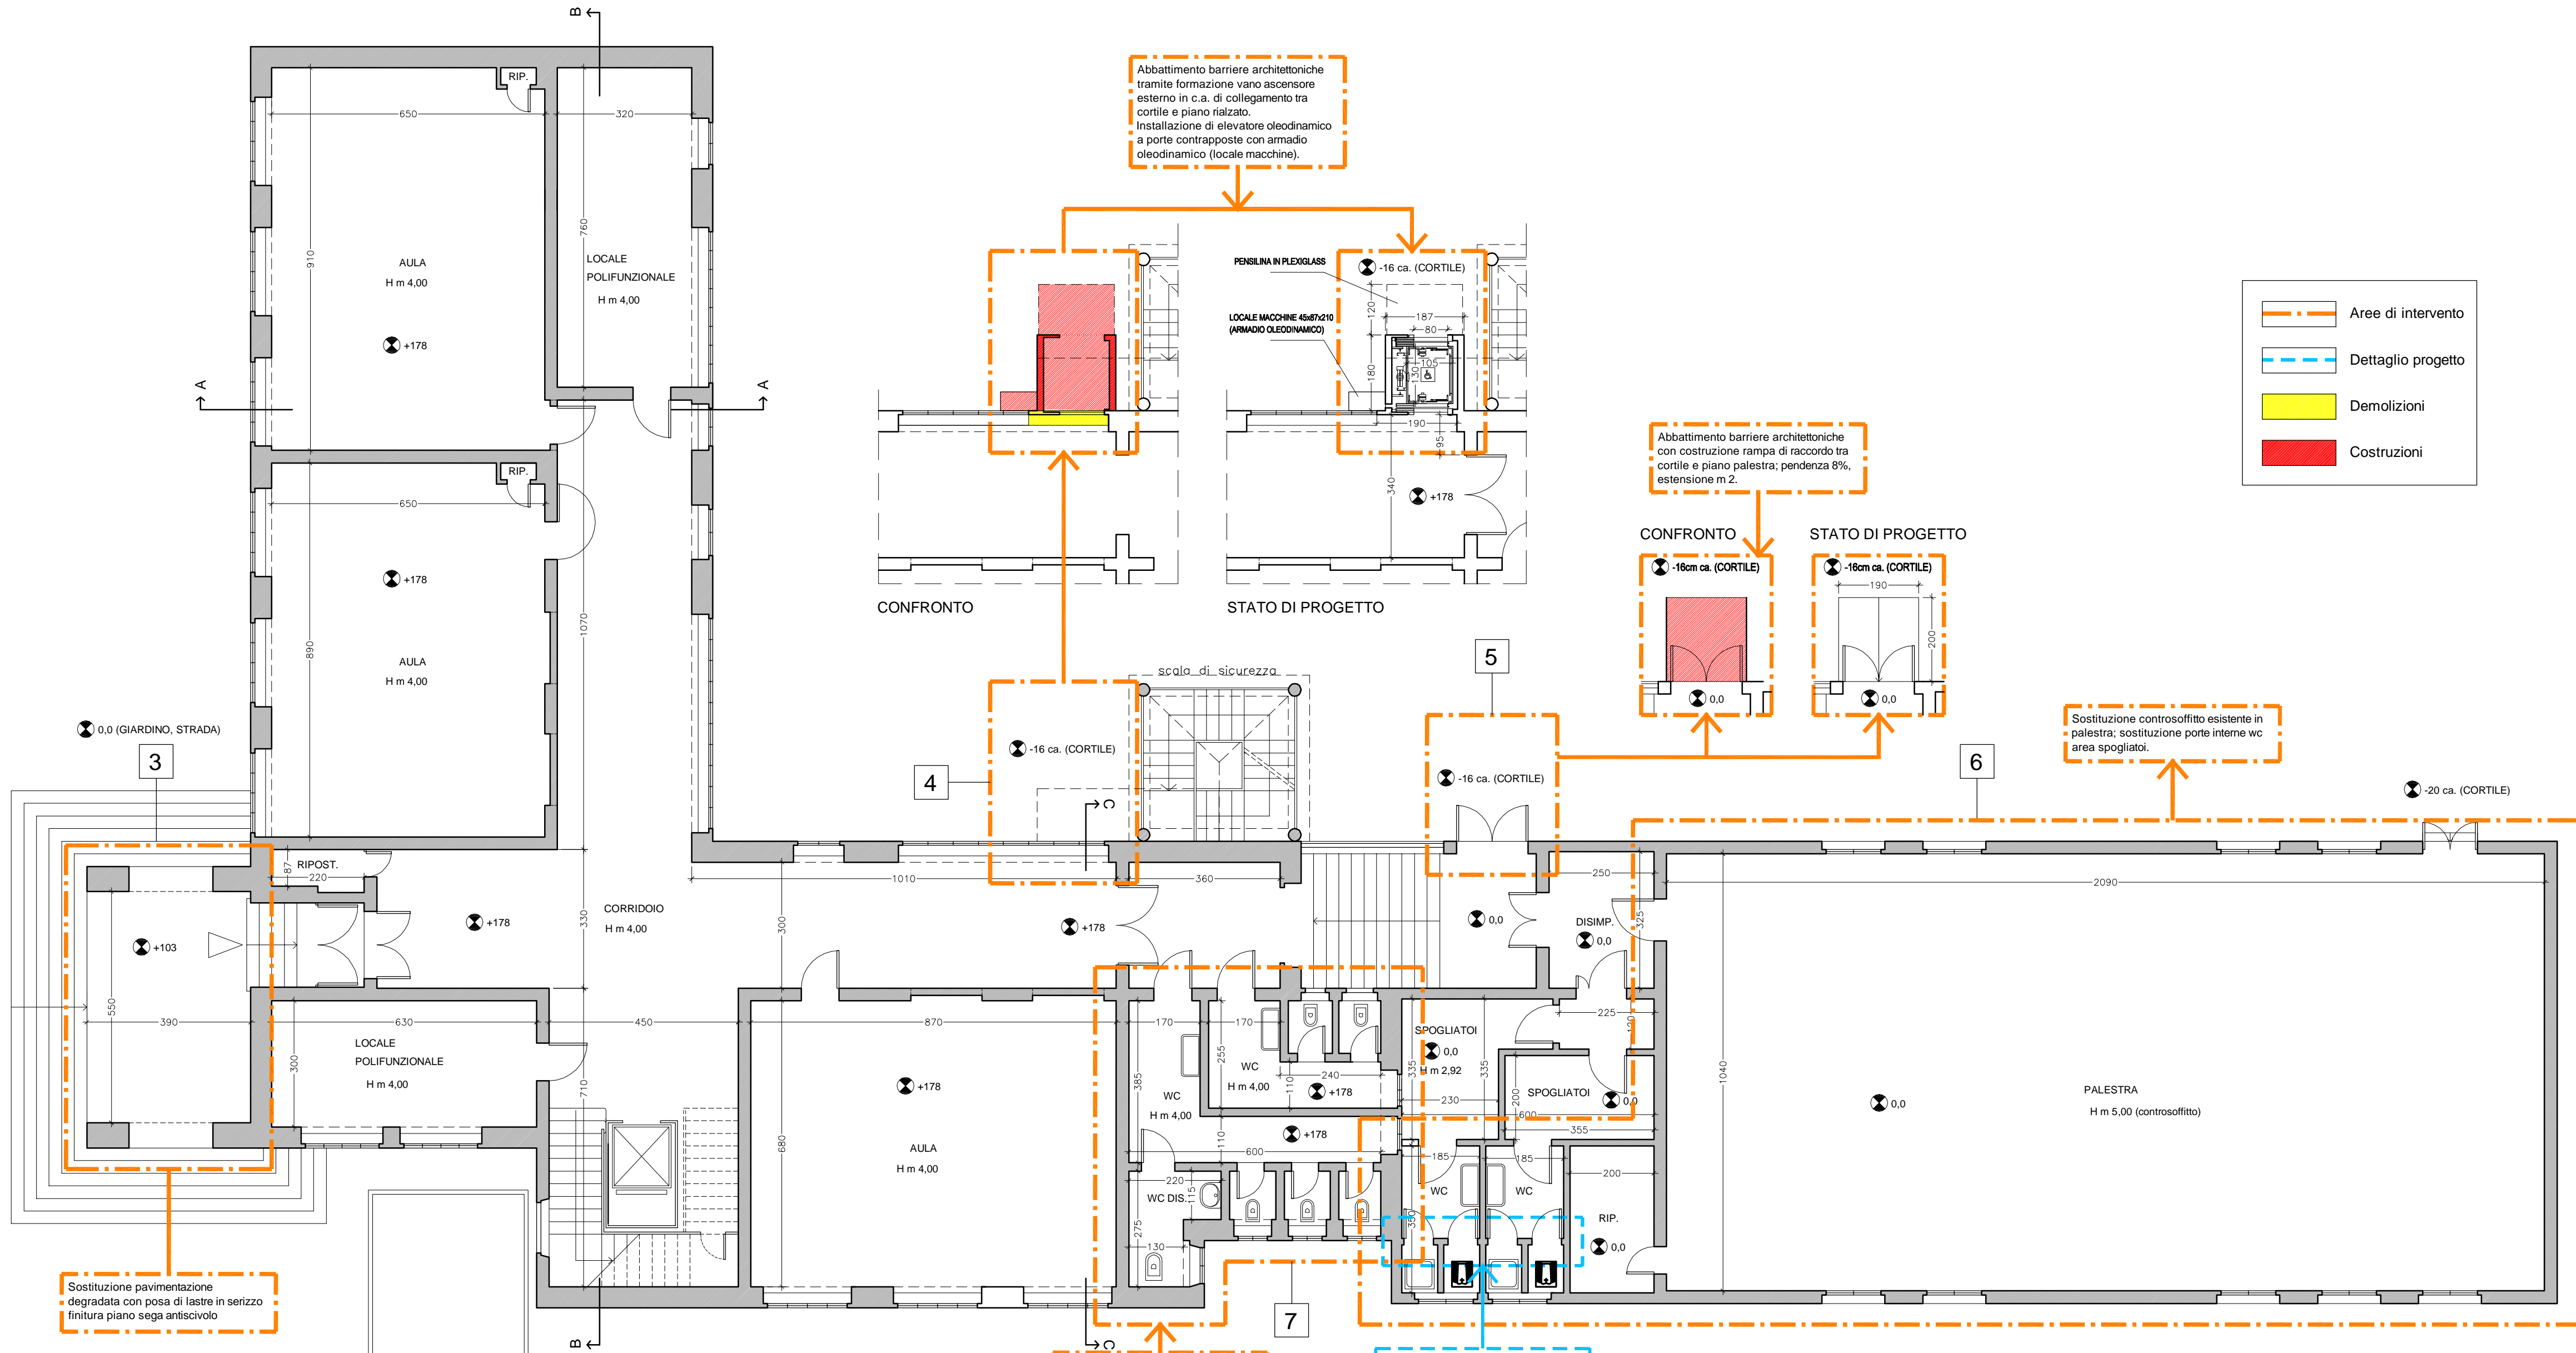 B
Abbattimento barriere architettoniche
tramite formazione vano ascensore
esterno in c.a. di collegamento tra
cortile e piano rialzato.
Installazione di elevatore oleodinamico
a porte contrapposte con armadio
oleodinamico (locale macchine).
RIP.
650
320
910
760
AULA
H m 4,00
+178
LOCALE
POLIFUNZIONALE
H m 4,00
A
A
RIP.
650
890
1070
+178
AULA
H m 4,00
PENSILINA IN PLEXIGLASS
-16 ca. (CORTILE)
LOCALE MACCHINE 45x87x210
(ARMADIO OLEODINAMICO)
120
187
80
105
130
180
190
95
340
+178
CONFRONTO
STATO DI PROGETTO
Aree di intervento
Dettaglio progetto
Demolizioni
Costruzioni
Abbattimento barriere architettoniche
con costruzione rampa di raccordo tra
cortile e piano palestra; pendenza 8%,
estensione m 2.
CONFRONTO
STATO DI PROGETTO
-16cm ca. (CORTILE)
-16cm ca. (CORTILE)
190
200
0,0
0,0
5
scala di sicurezza
-16 ca. (CORTILE)
4
C
-16 ca. (CORTILE)
Sostituzione controsoffitto esistente in
palestra; sostituzione porte interne wc
area spogliatoi.
6
-20 ca. (CORTILE)
0,0 (GIARDINO, STRADA)
3
87
RIPOST.
220
1010
360
250
2090
CORRIDOIO
H m 4,00
+178
330
300
+178
0,0
DISIMP.
0,0
325
+103
550
390
630
300
LOCALE
POLIFUNZIONALE
H m 4,00
450
710
870
680
+178
AULA
H m 4,00
170
170
385
255
WC
H m 4,00
WC
H m 4,00
240
110
+178
110
+178
600
220
115
WC DIS.
275
130
SPOGLIATOI
0,0
H m 2,92
335
335
230
225
120
200
SPOGLIATOI
0,0
600
355
185
185
WC
WC
350
200
RIP.
0,0
1040
0,0
PALESTRA
H m 5,00 (controsoffitto)
Sostituzione pavimentazione
degradata con posa di lastre in serizzo
finitura piano sega antiscivolo
7
B
C